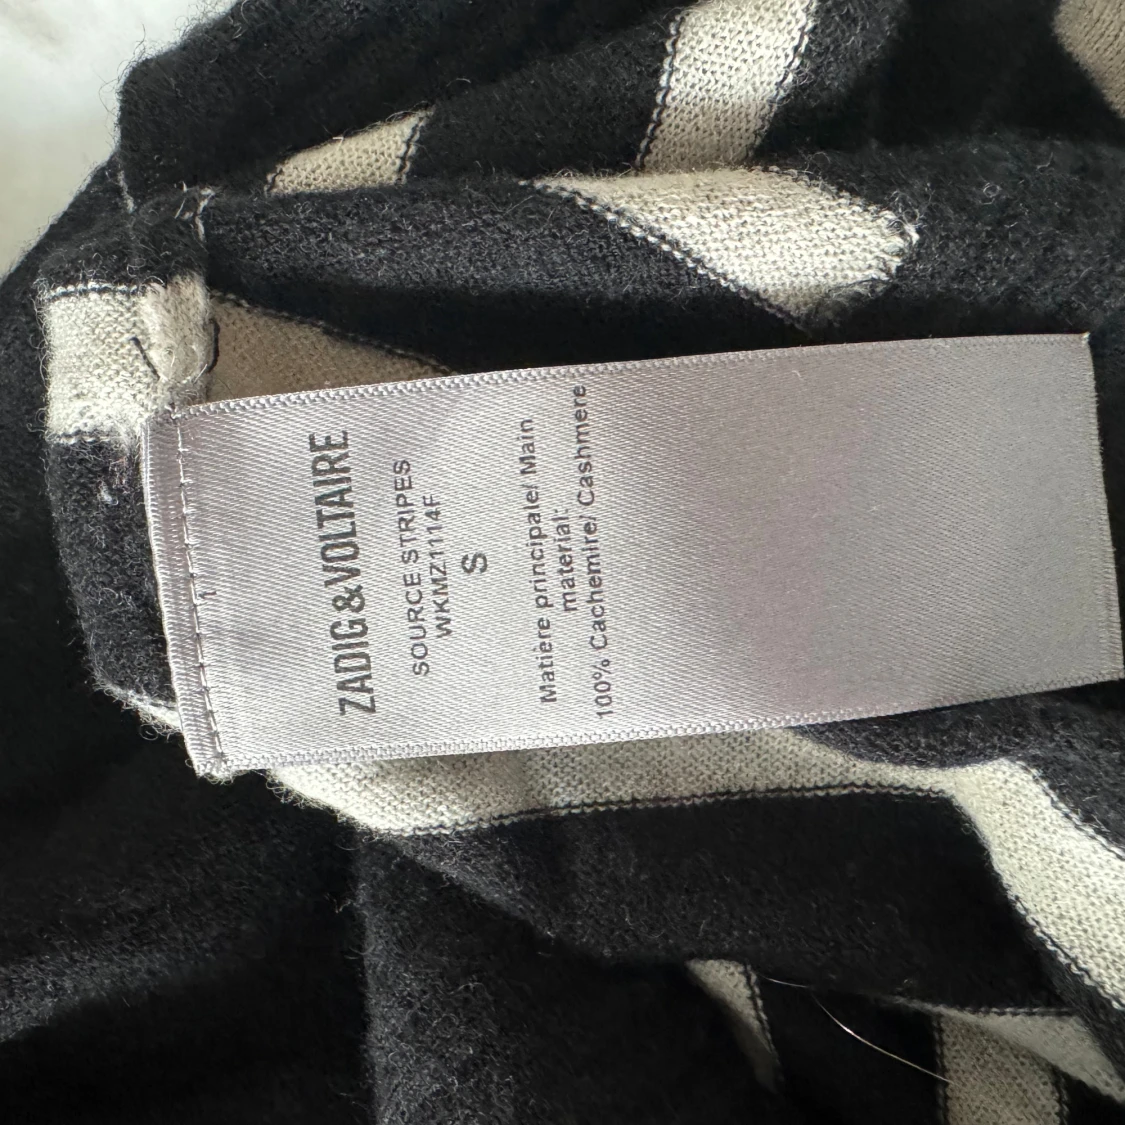 ZADIG&VOLTAIRE
SOURCE STRIPES
WKMZ1114F
S
Matière principale/ Main
material:
100% Cachemire/ Cashmere